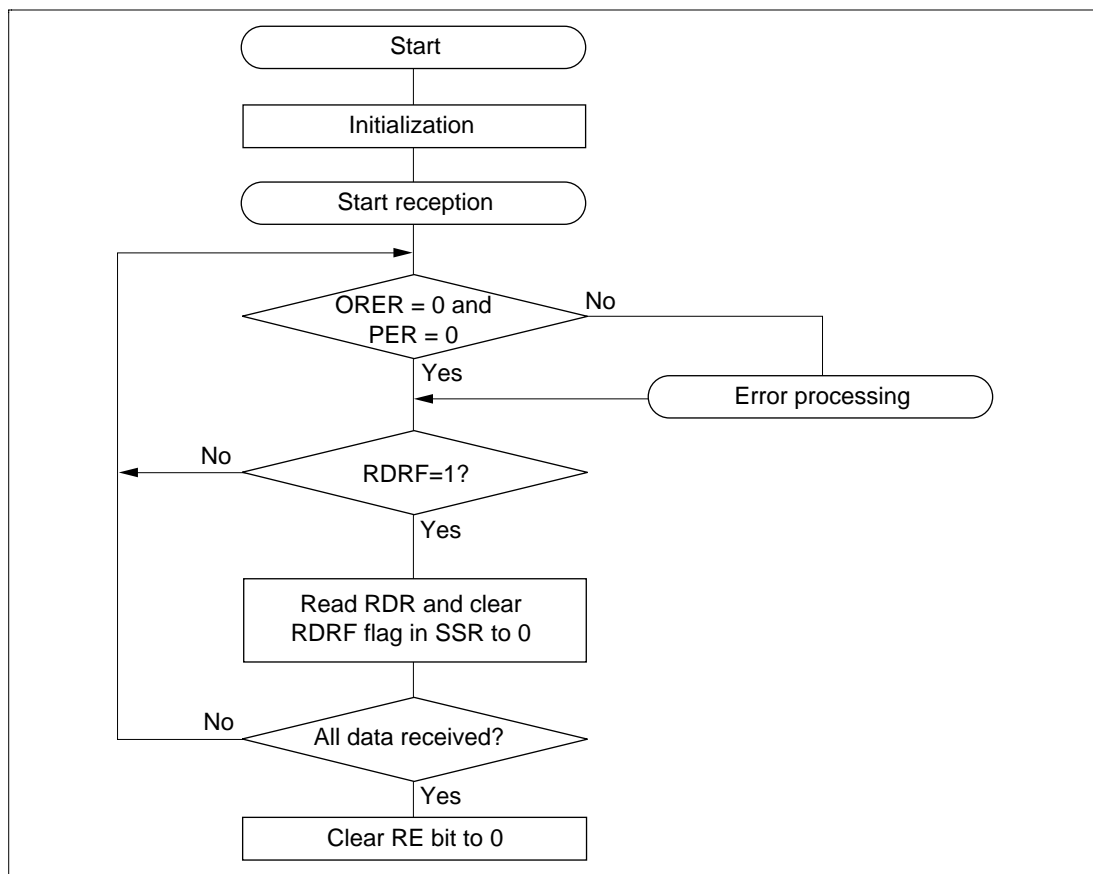 Start
Initialization
Start reception
ORER = 0 and
PER = 0
No
Yes
Error processing
No
RDRF=1?
Yes
Read RDR and clear
RDRF flag in SSR to 0
No
All data received?
Yes
Clear RE bit to 0